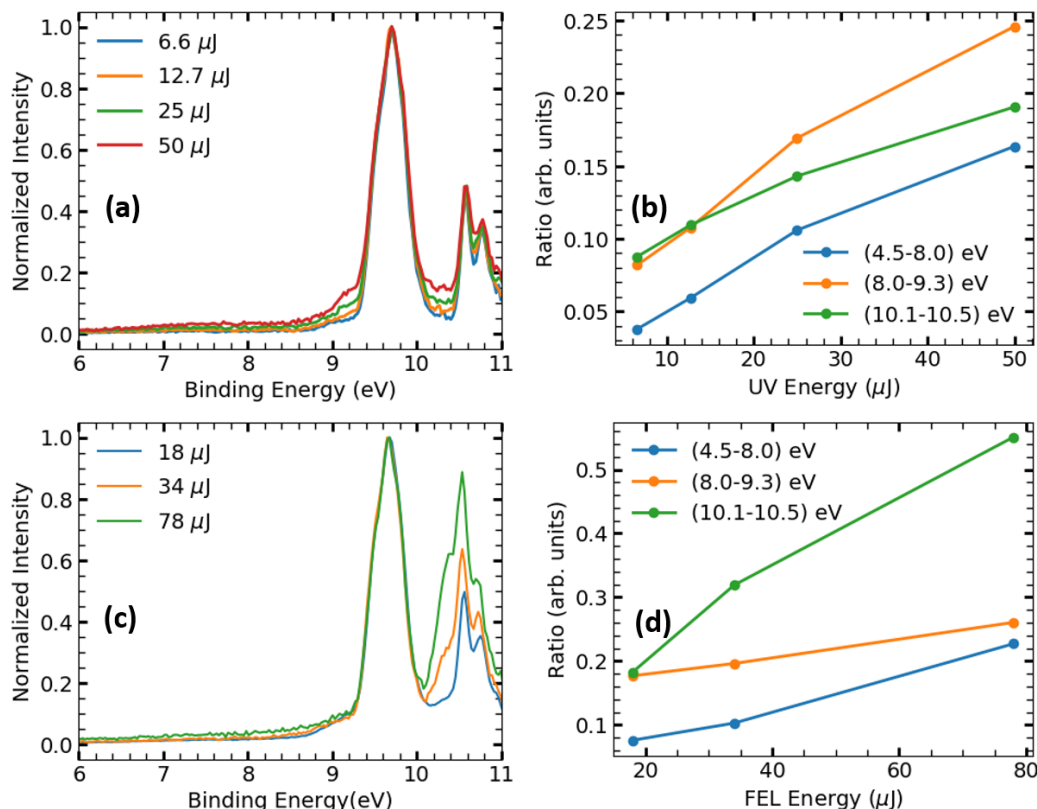 1.0
0.8
0.6
0.4
0.2
0.0
Normalized Intensity
6.6 μJ
12.7 μJ
25 μJ
50 μJ
(a)
6 7 8 9 10 11
Binding Energy (eV)
0.25
0.20
0.15
0.10
0.05
Ratio (arb. units)
(b)
(4.5-8.0) eV
(8.0-9.3) eV
(10.1-10.5) eV
10 20 30 40 50
UV Energy (μJ)
1.0
0.8
0.6
0.4
0.2
0.0
Normalized Intensity
18 μJ
34 μJ
78 μJ
(c)
6 7 8 9 10 11
Binding Energy(eV)
0.5
0.4
0.3
0.2
0.1
Ratio (arb. units)
(4.5-8.0) eV
(8.0-9.3) eV
(10.1-10.5) eV
(d)
20 40 60 80
FEL Energy (μJ)